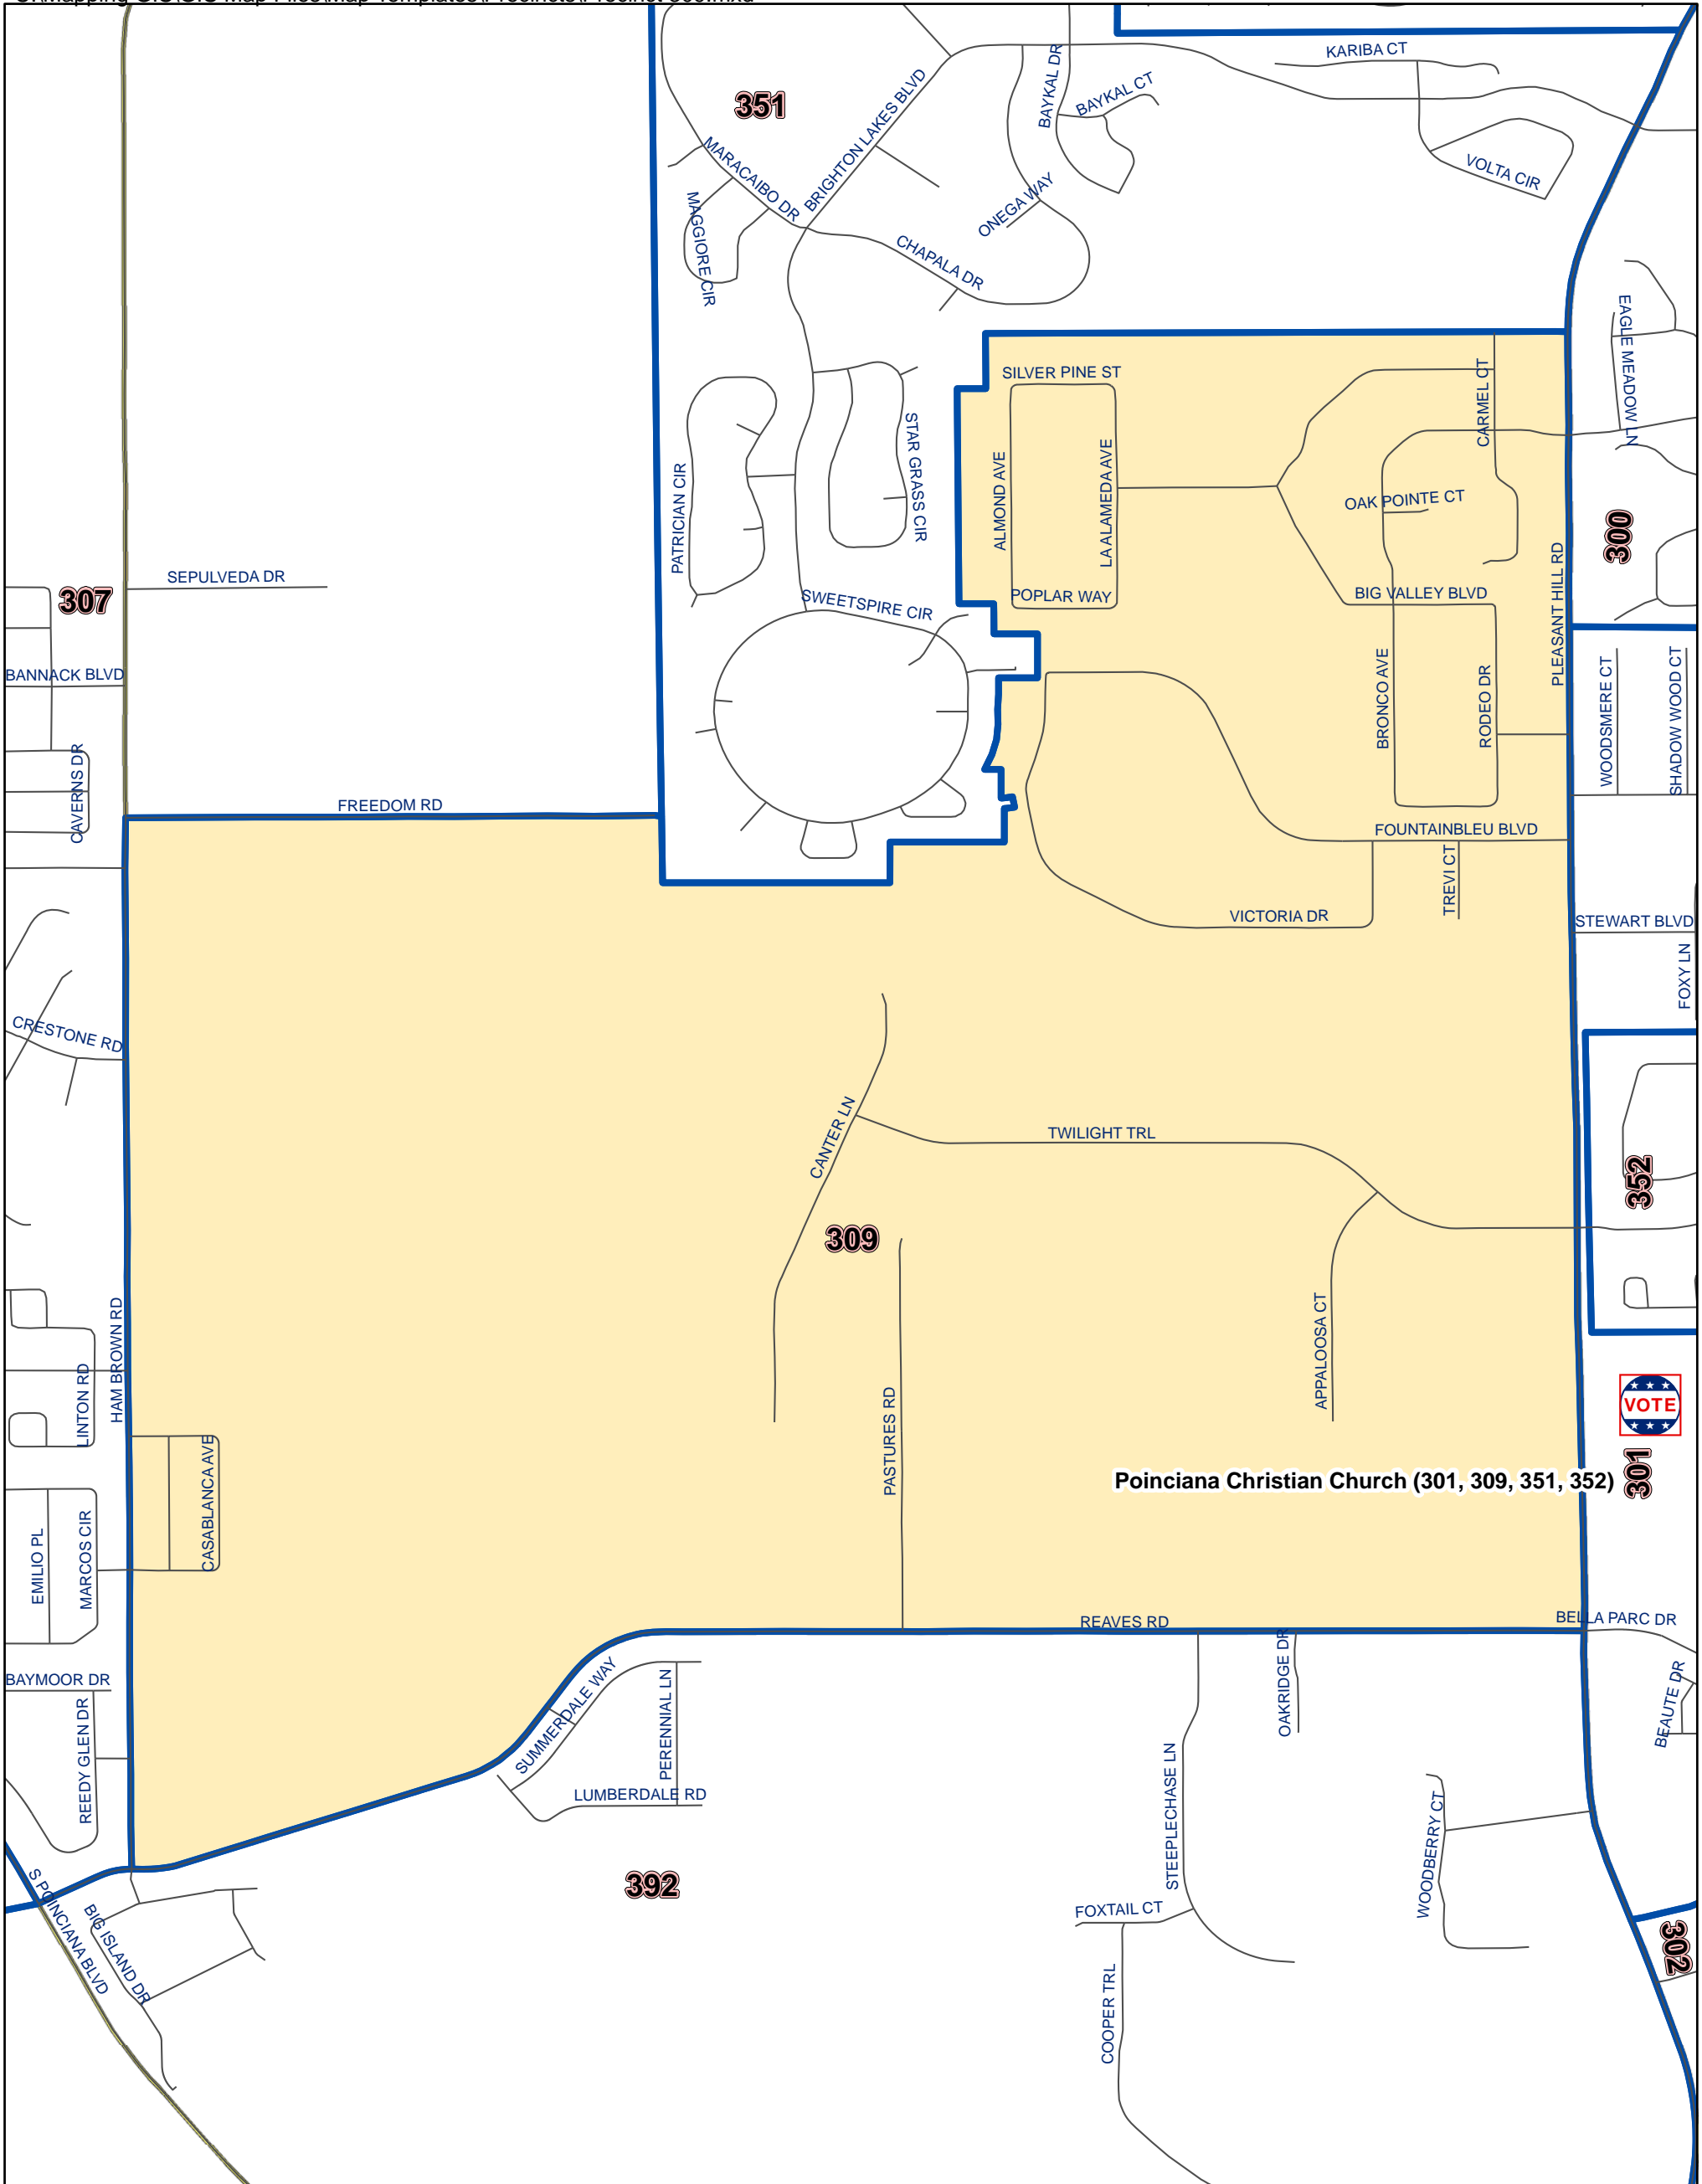 KARIBA CT
BAYKAL DR
BAYKAL CT
351
BRIGHTON LAKES BLVD
MARACAIBO DR
VOLTA CIR
ONEGA WAY
MAGGIORE CIR
CHAPALA DR
EAGLE MEADOW LN
SILVER PINE ST
CARMEL CT
STAR GRASS CIR
PATRICIAN CIR
ALMOND AVE
LA ALAMEDA AVE
OAK POINTE CT
300
SEPULVEDA DR
307
SWEETSPIRE CIR
POPLAR WAY
BIG VALLEY BLVD
PLEASANT HILL RD
BANNACK BLVD
BRONCO AVE
RODEO DR
WOODSMERE CT
SHADOW WOOD CT
CAVERNS DR
FREEDOM RD
FOUNTAINBLEU BLVD
TREVI CT
VICTORIA DR
STEWART BLVD
FOXY LN
CRESTONE RD
CANTER LN
TWILIGHT TRL
352
309
HAM BROWN RD
APPALOOSA CT
LINTON RD
PASTURES RD
VOTE
301
Poinciana Christian Church (301, 309, 351, 352)
CASABLANCA AVE
EMILIO PL
MARCOS CIR
REAVES RD
BELLA PARC DR
BAYMOOR DR
SUMMERDALE WAY
PERENNIAL LN
OAKRIDGE DR
BEAUTE DR
REEDY GLEN DR
LUMBERDALE RD
STEEPLECHASE LN
WOODBERRY CT
392
S POINCIANA BLVD
BIG ISLAND DR
FOXTAIL CT
302
COOPER TRL